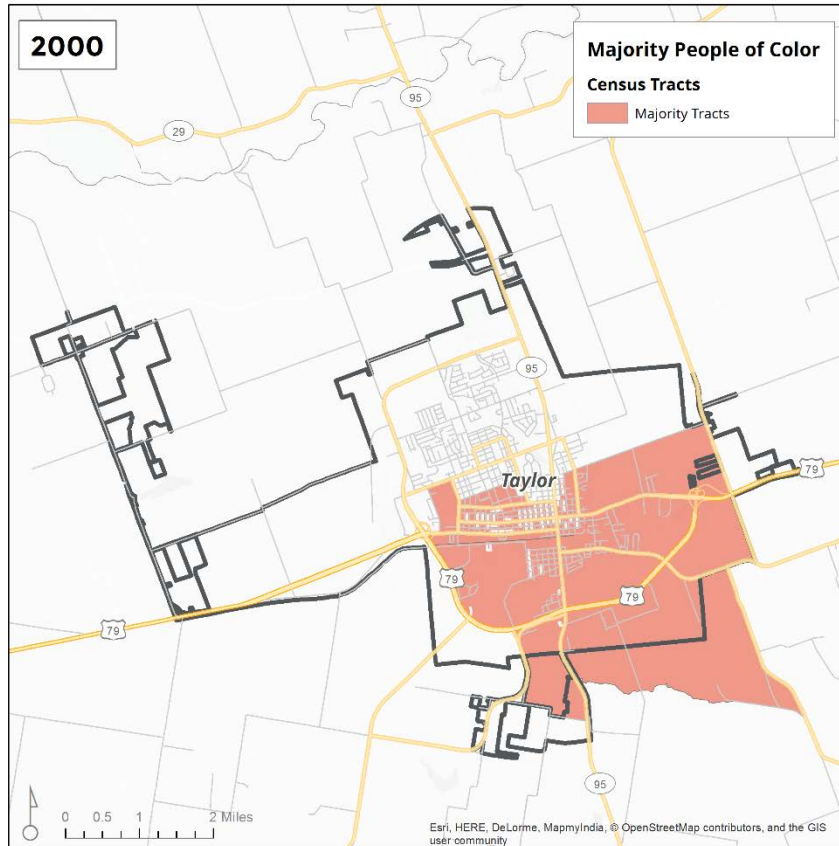 2000
Majority People of Color
Census Tracts
Majority Tracts
95
29
95
Taylor
79
79
79
79
95
0 0.5 1 2 Miles
Esri, HERE, DeLorme, MapmyIndia, © OpenStreetMap contributors, and the GIS
user community